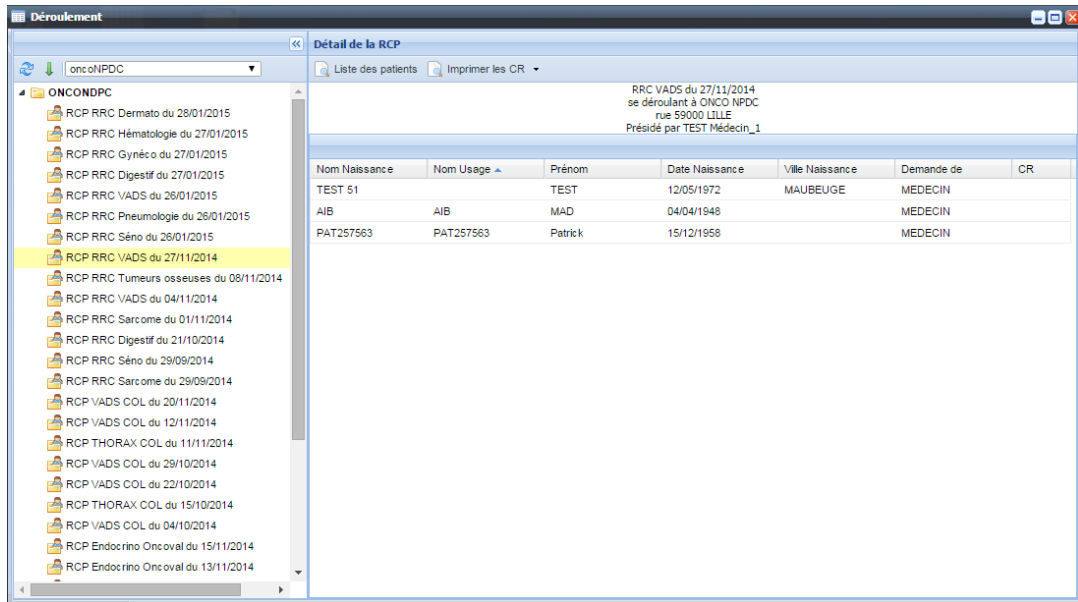 Déroulement
Détail de la RCP
oncoNPDC
Liste des patients Imprimer les CR
ONCONDPC
RCP RRC Dermato du 28/01/2015
RCP RRC Hématologie du 27/01/2015
RCP RRC Gynéco du 27/01/2015
RCP RRC Digestif du 27/01/2015
RCP RRC VADS du 26/01/2015
RCP RRC Pneumologie du 26/01/2015
RCP RRC Séno du 26/01/2015
RCP RRC VADS du 27/11/2014
RCP RRC Tumeurs osseuses du 08/11/2014
RCP RRC VADS du 04/11/2014
RCP RRC Sarcome du 01/11/2014
RCP RRC Digestif du 21/10/2014
RCP RRC Séno du 29/09/2014
RCP RRC Sarcome du 29/09/2014
RCP VADS COL du 20/11/2014
RCP VADS COL du 12/11/2014
RCP THORAX COL du 11/11/2014
RCP VADS COL du 29/10/2014
RCP VADS COL du 22/10/2014
RCP THORAX COL du 15/10/2014
RCP VADS COL du 04/10/2014
RCP Endocrino Oncoval du 15/11/2014
RCP Endocrino Oncoval du 13/11/2014
RRC VADS du 27/11/2014
se déroulant à ONCO NPDC
rue 59000 LILLE
Présidé par TEST Médecin_1
Nom Naissance Nom Usage Prénom Date Naissance Ville Naissance Demande de CR
TEST 51 TEST 12/05/1972 MAUBEUGE MEDECIN
AIB AIB MAD 04/04/1948 MEDECIN
PAT257563 PAT257563 Patrick 15/12/1958 MEDECIN